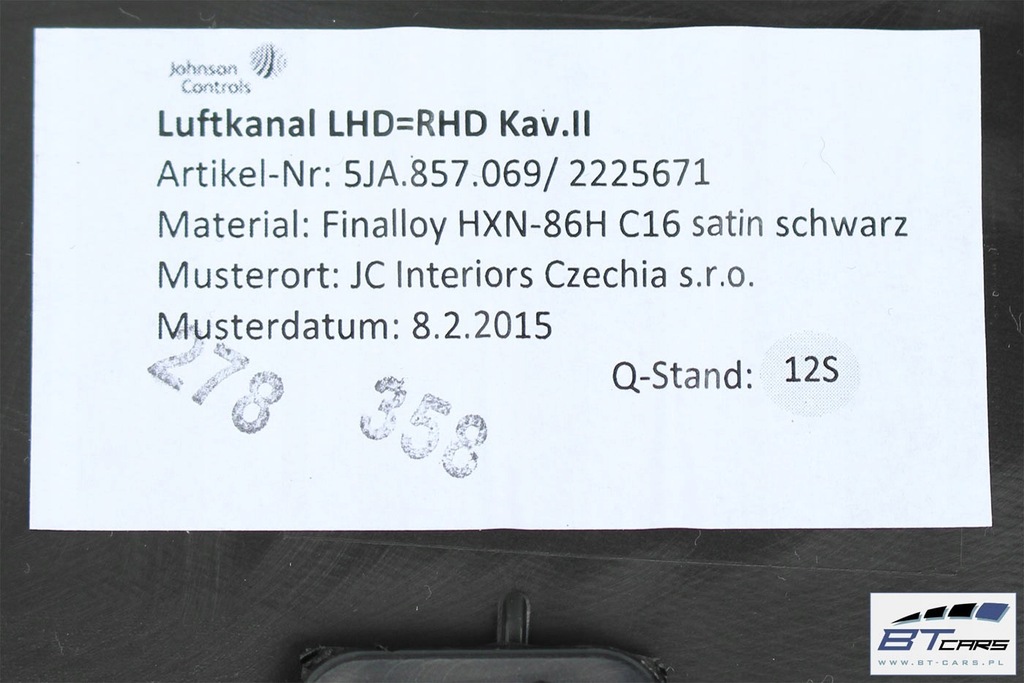 Johnson
Controls
Luftkanal LHD=RHD Kav.II
Artikel-Nr: 5JA.857.069/ 2225671
Material: Finalloy HXN-86H C16 satin schwarz
Musterort: JC Interiors Czechia s.r.o.
Musterdatum: 8.2.2015
278 358
Q-Stand: 12S
BT CARS
WWW.BT-CARS.PL